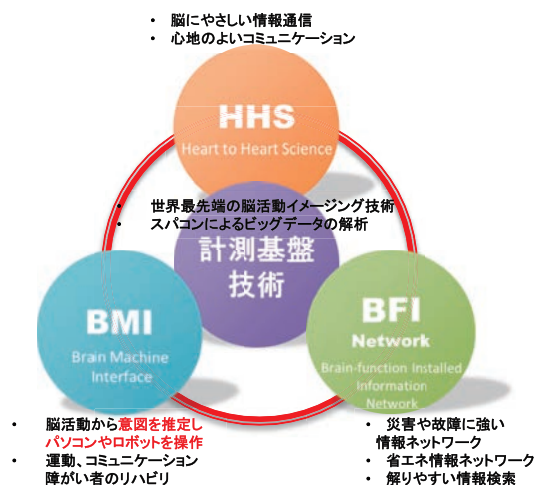 • 脳にやさしい情報通信
• 心地のよいコミュニケーション
HHS
Heart to Heart Science
• 世界最先端の脳活動イメージング技術
• スパコンによるビッグデータの解析
計測基盤
技術
BMI
Brain Machine
Interface
BFI
Network
Brain-function Installed
Information
Network
• 脳活動から意図を推定し
パソコンやロボットを操作
• 運動、コミュニケーション
障がい者のリハビリ
• 災害や故障に強い
情報ネットワーク
• 省エネ情報ネットワーク
• 解りやすい情報検索